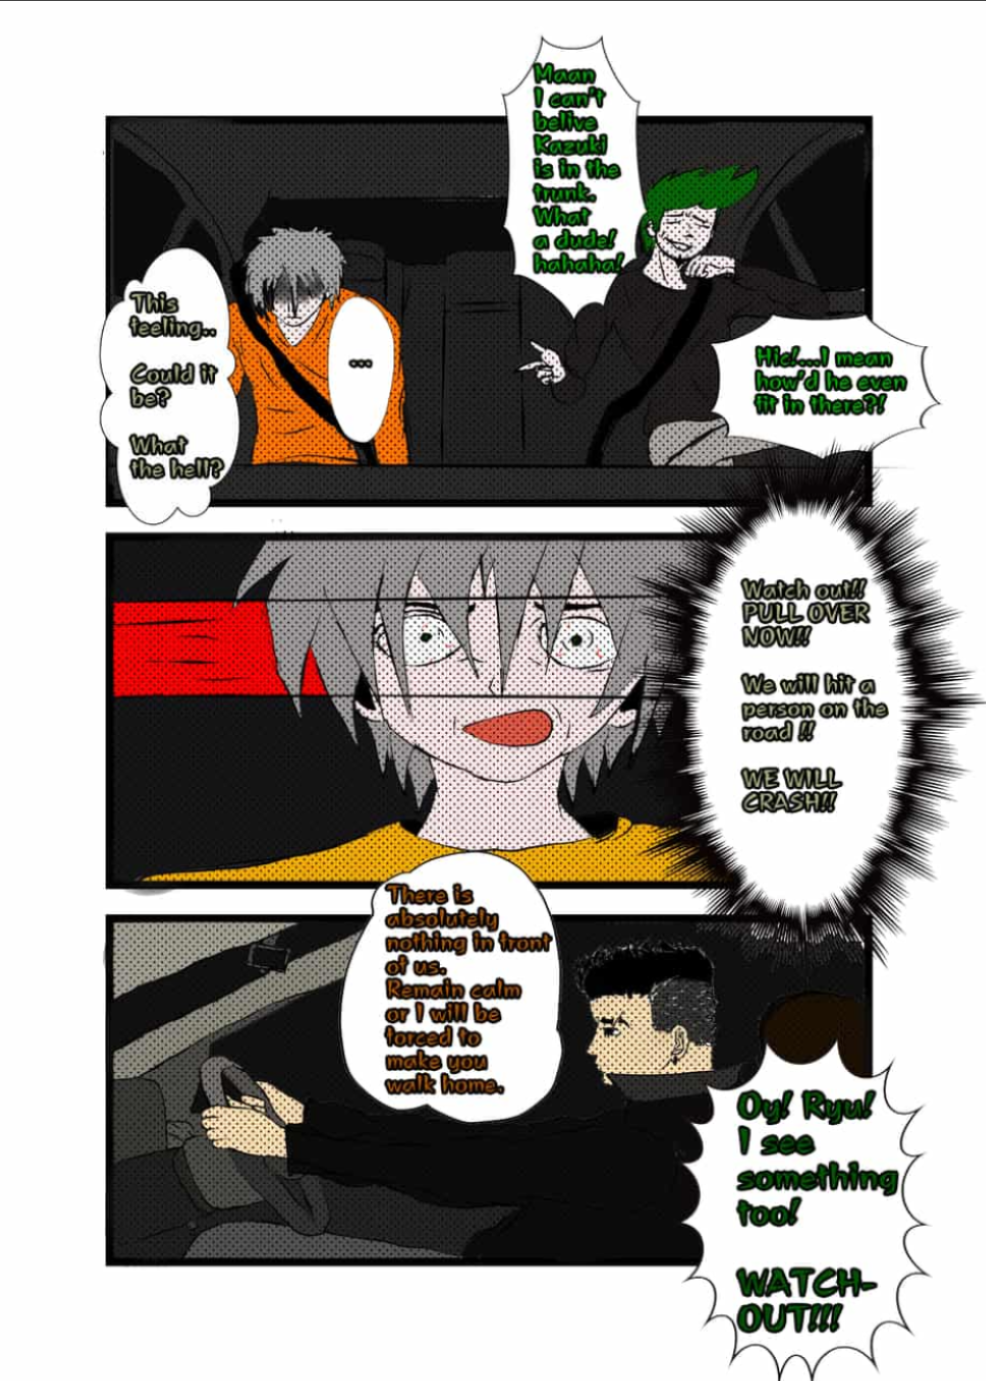 Maan
I can't
belive
Kazuki
is in the
trunk.
What
a dude!
hahaha!
This
feeling..
Could it
be?
What
the hell?
...
Hic!...I mean
how'd he even
fit in there?!
Watch out!!
PULL OVER
NOW!!
We will hit a
person on the
road !!
WE WILL
CRASH!!
There is
absolutely
nothing in front
of us.
Remain calm
or I will be
forced to
make you
walk home.
Oy! Ryu!
I see
something
too!
WATCH-
OUT!!!